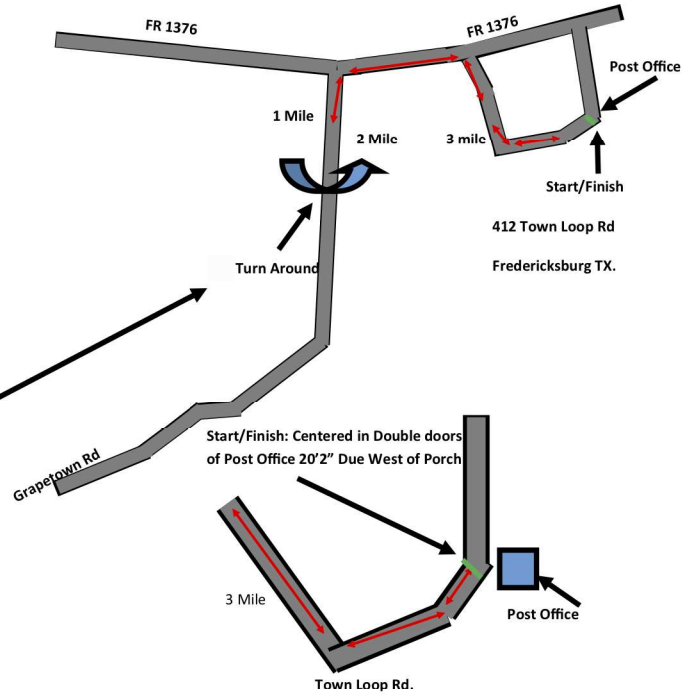 FR 1376
FR 1376
Post Office
1 Mile
2 Mile
3 mile
Start/Finish
412 Town Loop Rd
Fredericksburg TX.
Turn Around
Grapetown Rd
Start/Finish: Centered in Double doors
of Post Office 20’2” Due West of Porch
3 Mile
Post Office
Town Loop Rd.